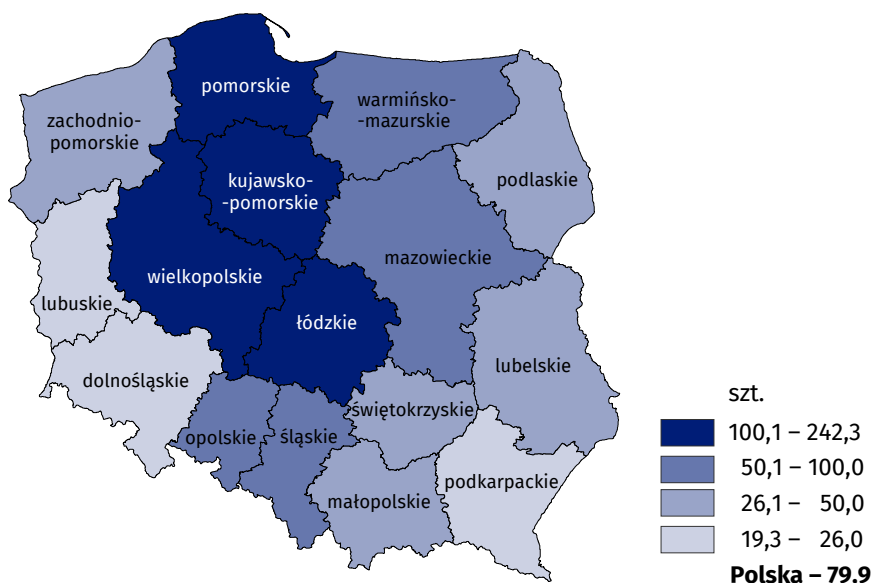 pomorskie
warmińsko-
-mazurskie
zachodnio-
pomorskie
podlaskie
kujawsko-
-pomorskie
mazowieckie
wielkopolskie
lubuskie
łódzkie
lubelskie
dolnośląskie
świętokrzyskie
opolskie
śląskie
podkarpackie
małopolskie
szt.
100,1 – 242,3
50,1 – 100,0
26,1 – 50,0
19,3 – 26,0
Polska – 79,9